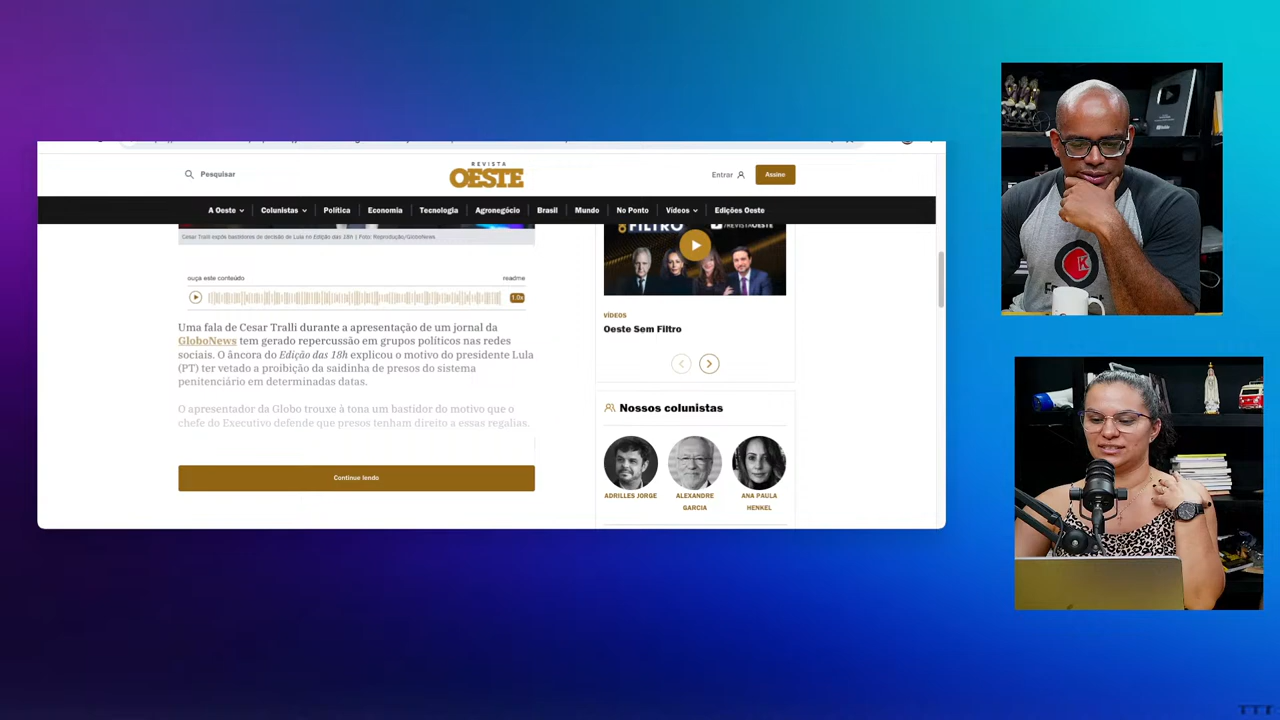 Pesquisar
REVISTA
OESTE
Entrar
Assine
A Oeste
Colunistas
Política
Economia
Tecnologia
Agronegócio
Brasil
Mundo
No Ponto
Vídeos
Edições Oeste
Cesar Tralli expôs bastidores de decisão de Lula no Edição das 18h | Foto: Reprodução/GloboNews.
ouça este conteúdo
readme
1.0x
Uma fala de Cesar Tralli durante a apresentação de um jornal da
GloboNews tem gerado repercussão em grupos políticos nas redes
sociais. O âncora do Edição das 18h explicou o motivo do presidente Lula
(PT) ter vetado a proibição da saidinha de presos do sistema
penitenciário em determinadas datas.
O apresentador da Globo trouxe à tona um bastidor do motivo que o
chefe do Executivo defende que presos tenham direito a essas regalias.
Continue lendo
FILTRO
/REVISTAOESTE
VÍDEOS
Oeste Sem Filtro
Nossos colunistas
ADRILLES JORGE
ALEXANDRE
GARCIA
ANA PAULA
HENKEL